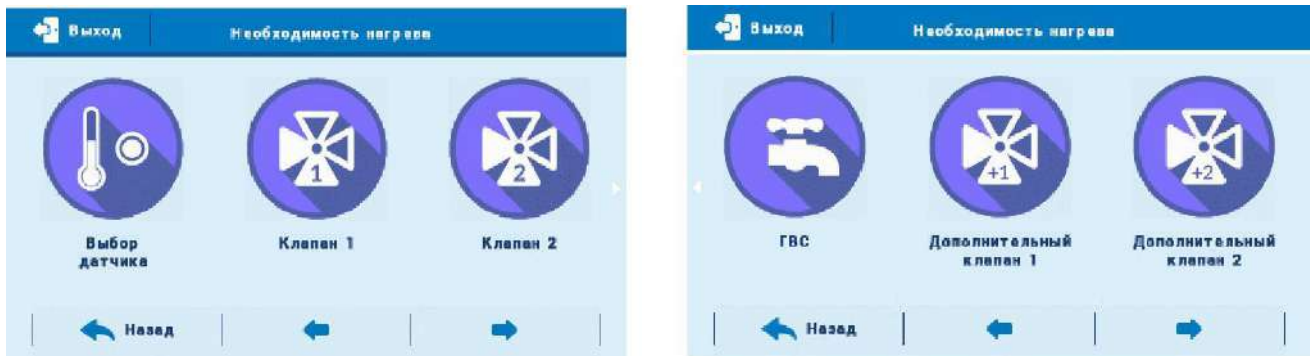 Выход Необходимость нагрева
1 2
Выбор
датчика
Клапан 1
Клапан 2
Назад
Выход Необходимость нагрева
+1 +2
ГВС
Дополнительный
клапан 1
Дополнительный
клапан 2
Назад